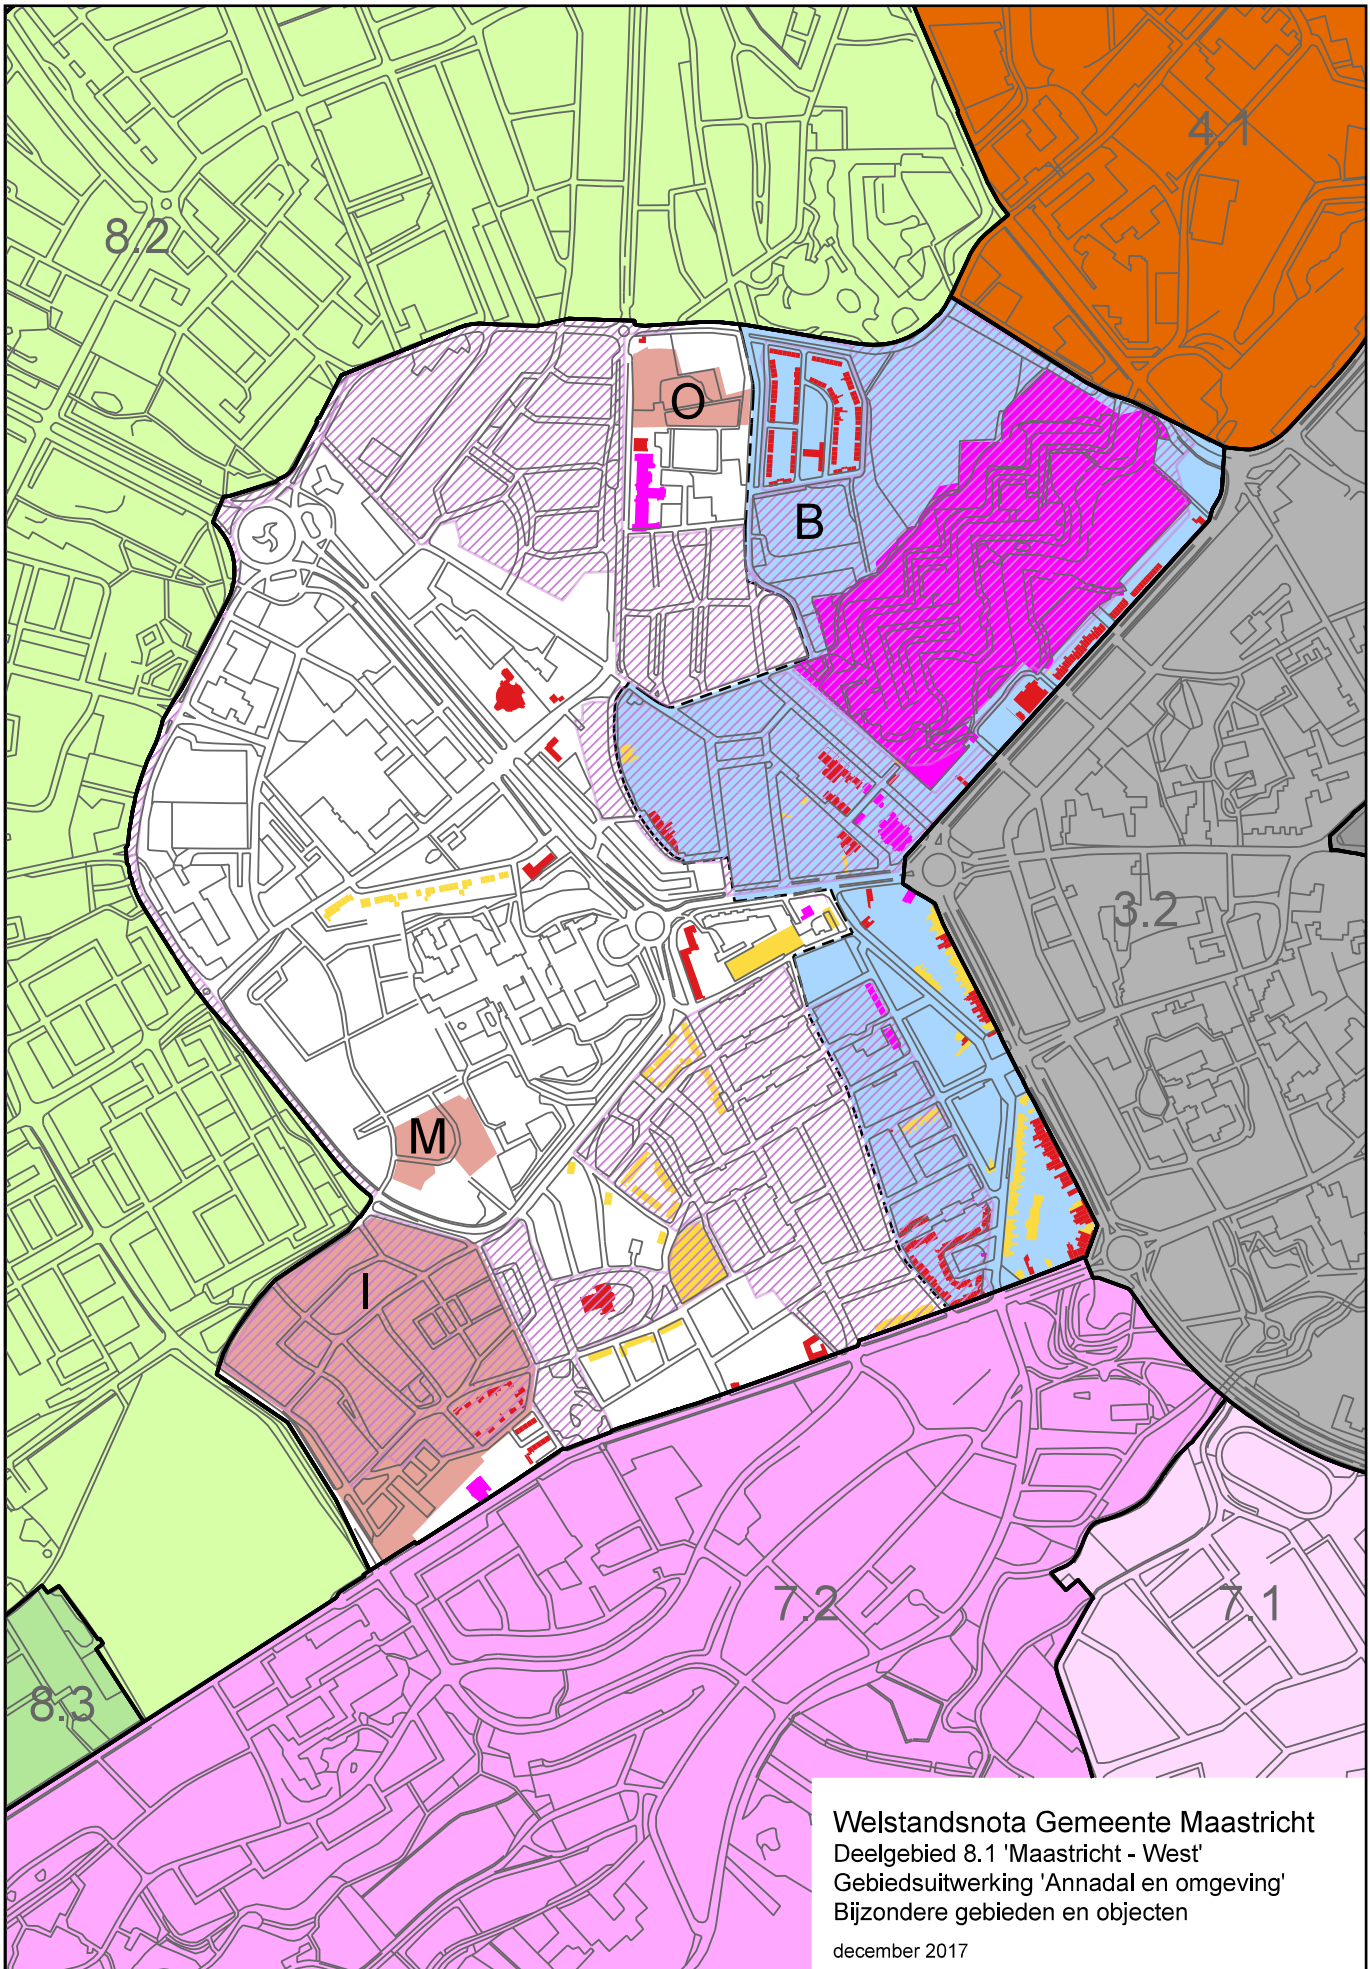 4.1
8.2
O
B
3.2
M
I
7.2
7.1
8.3
Welstandsnota Gemeente Maastricht
Deelgebied 8.1 'Maastricht - West'
Gebiedsuitwerking 'Annadal en omgeving'
Bijzondere gebieden en objecten
december 2017